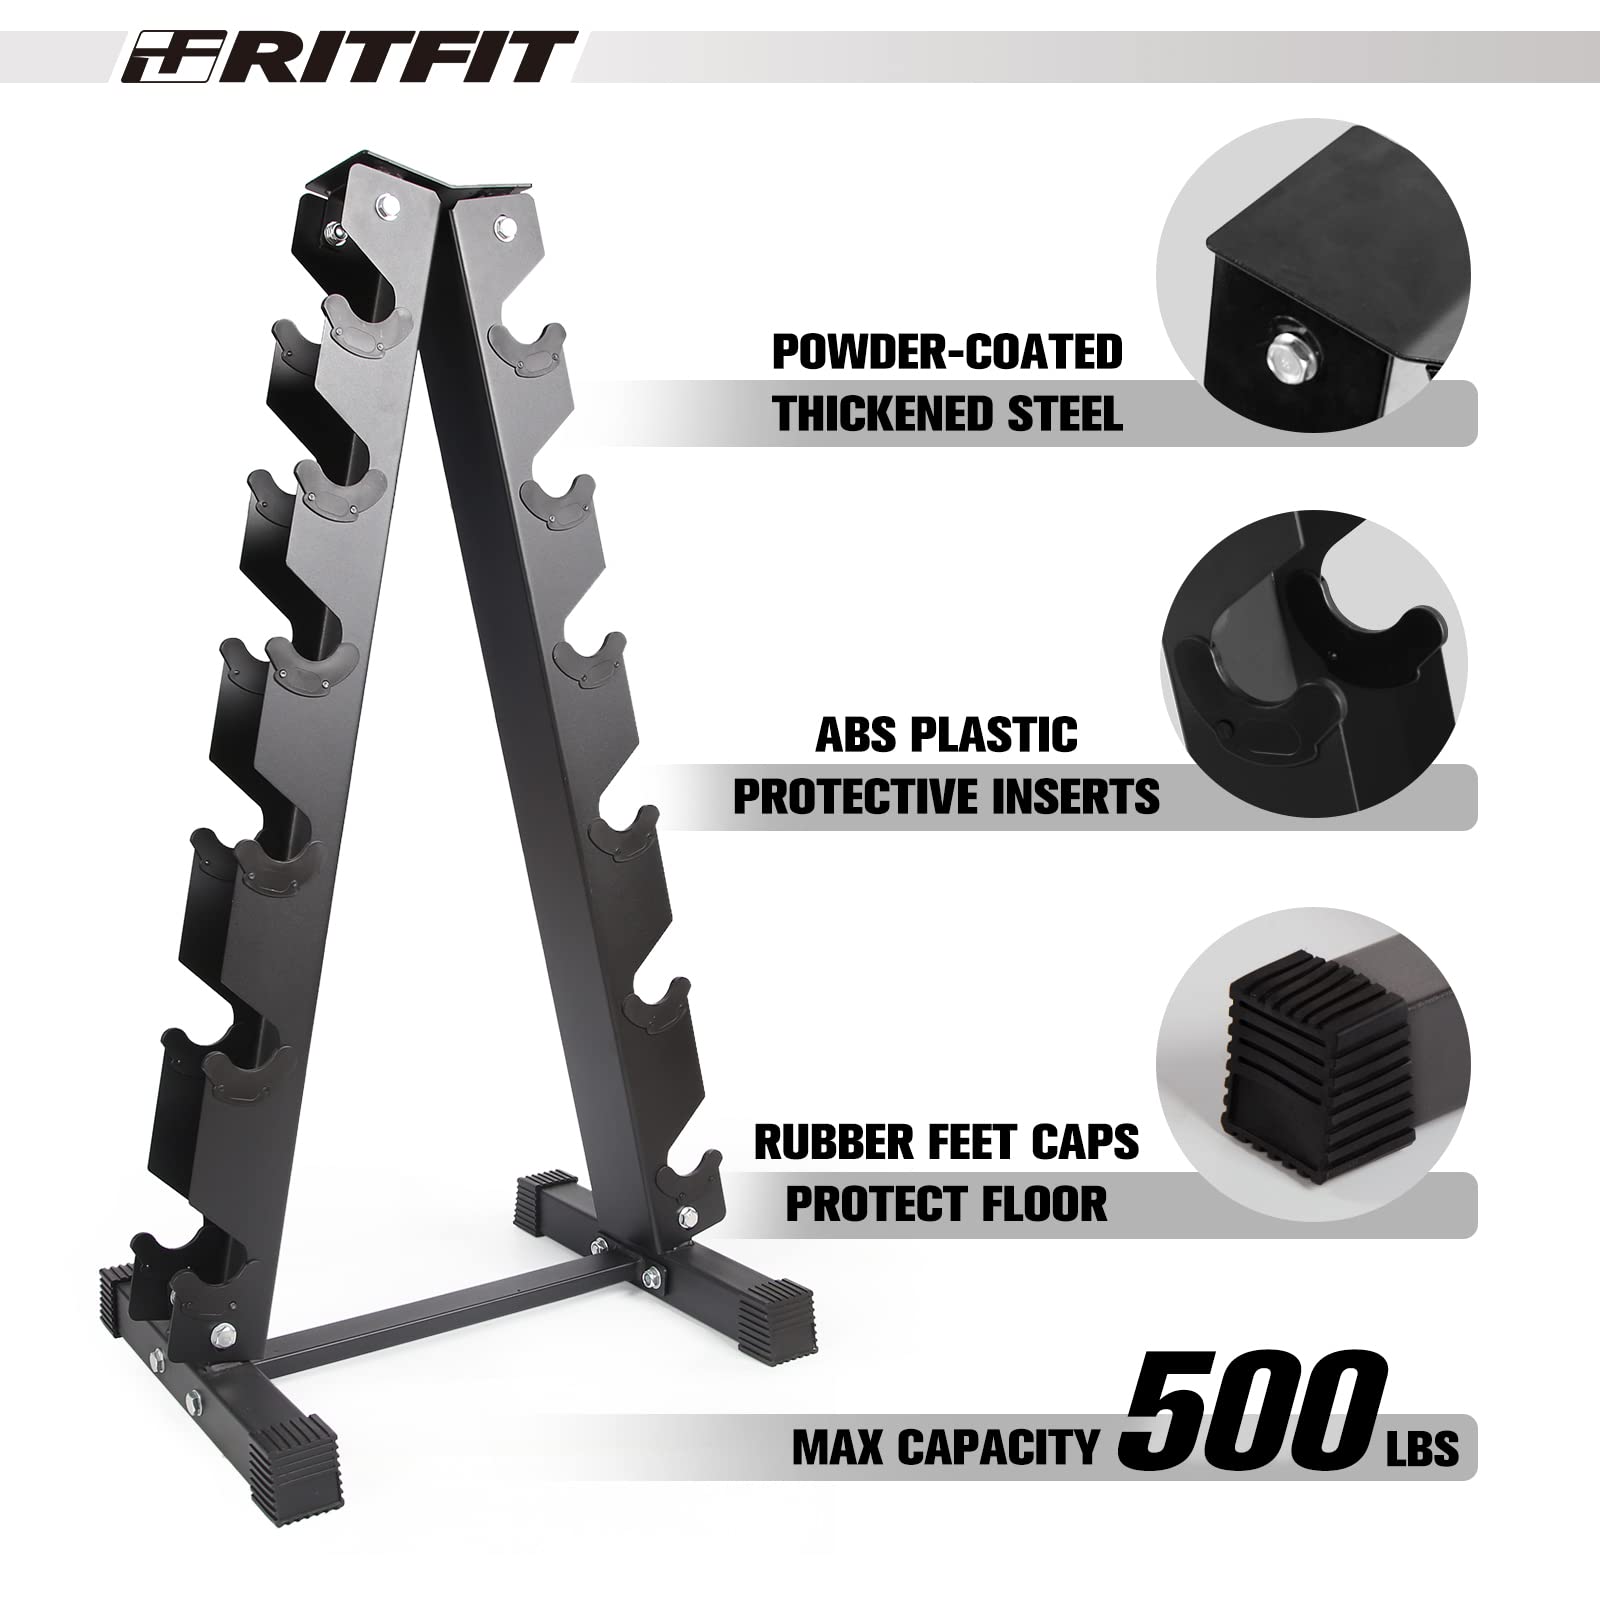 RITFIT
POWDER-COATED
THICKENED STEEL
ABS PLASTIC
PROTECTIVE INSERTS
RUBBER FEET CAPS
PROTECT FLOOR
MAX CAPACITY 500 LBS